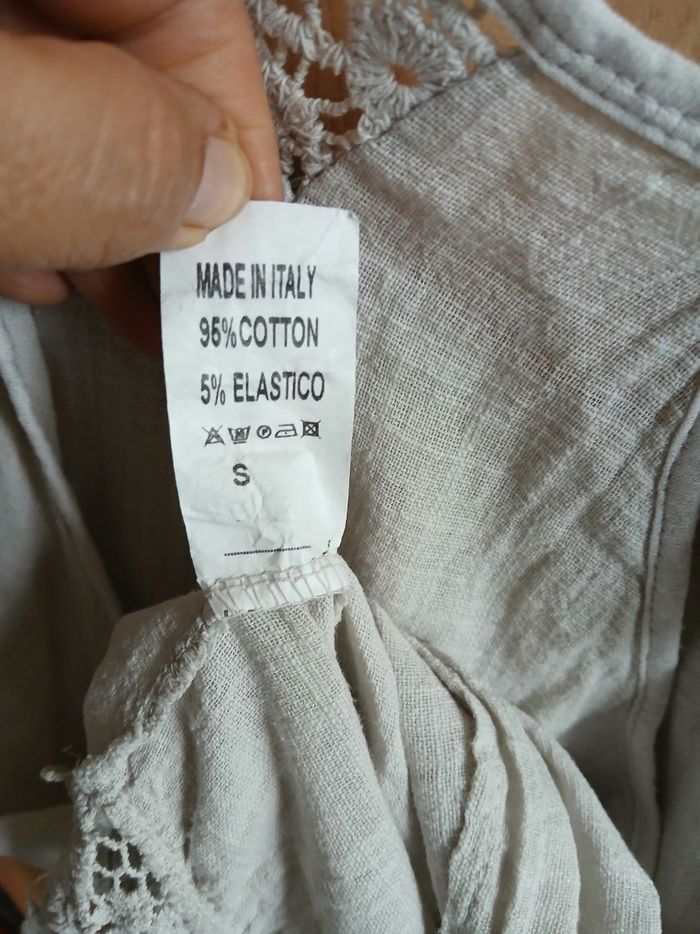 MADE IN ITALY
95%COTTON
5% ELASTICO
S